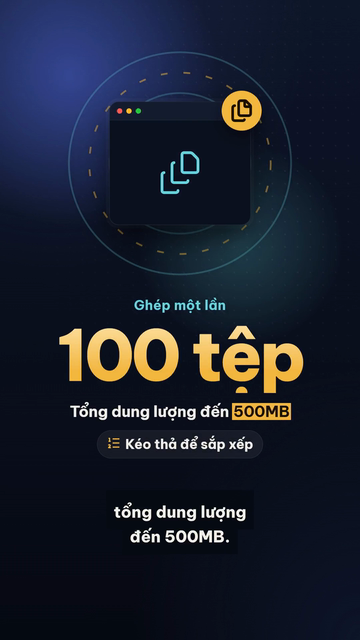 Ghép một lần
100 tệp
Tổng dung lượng đến 500MB
Kéo thả để sắp xếp
tổng dung lượng
đến 500MB.